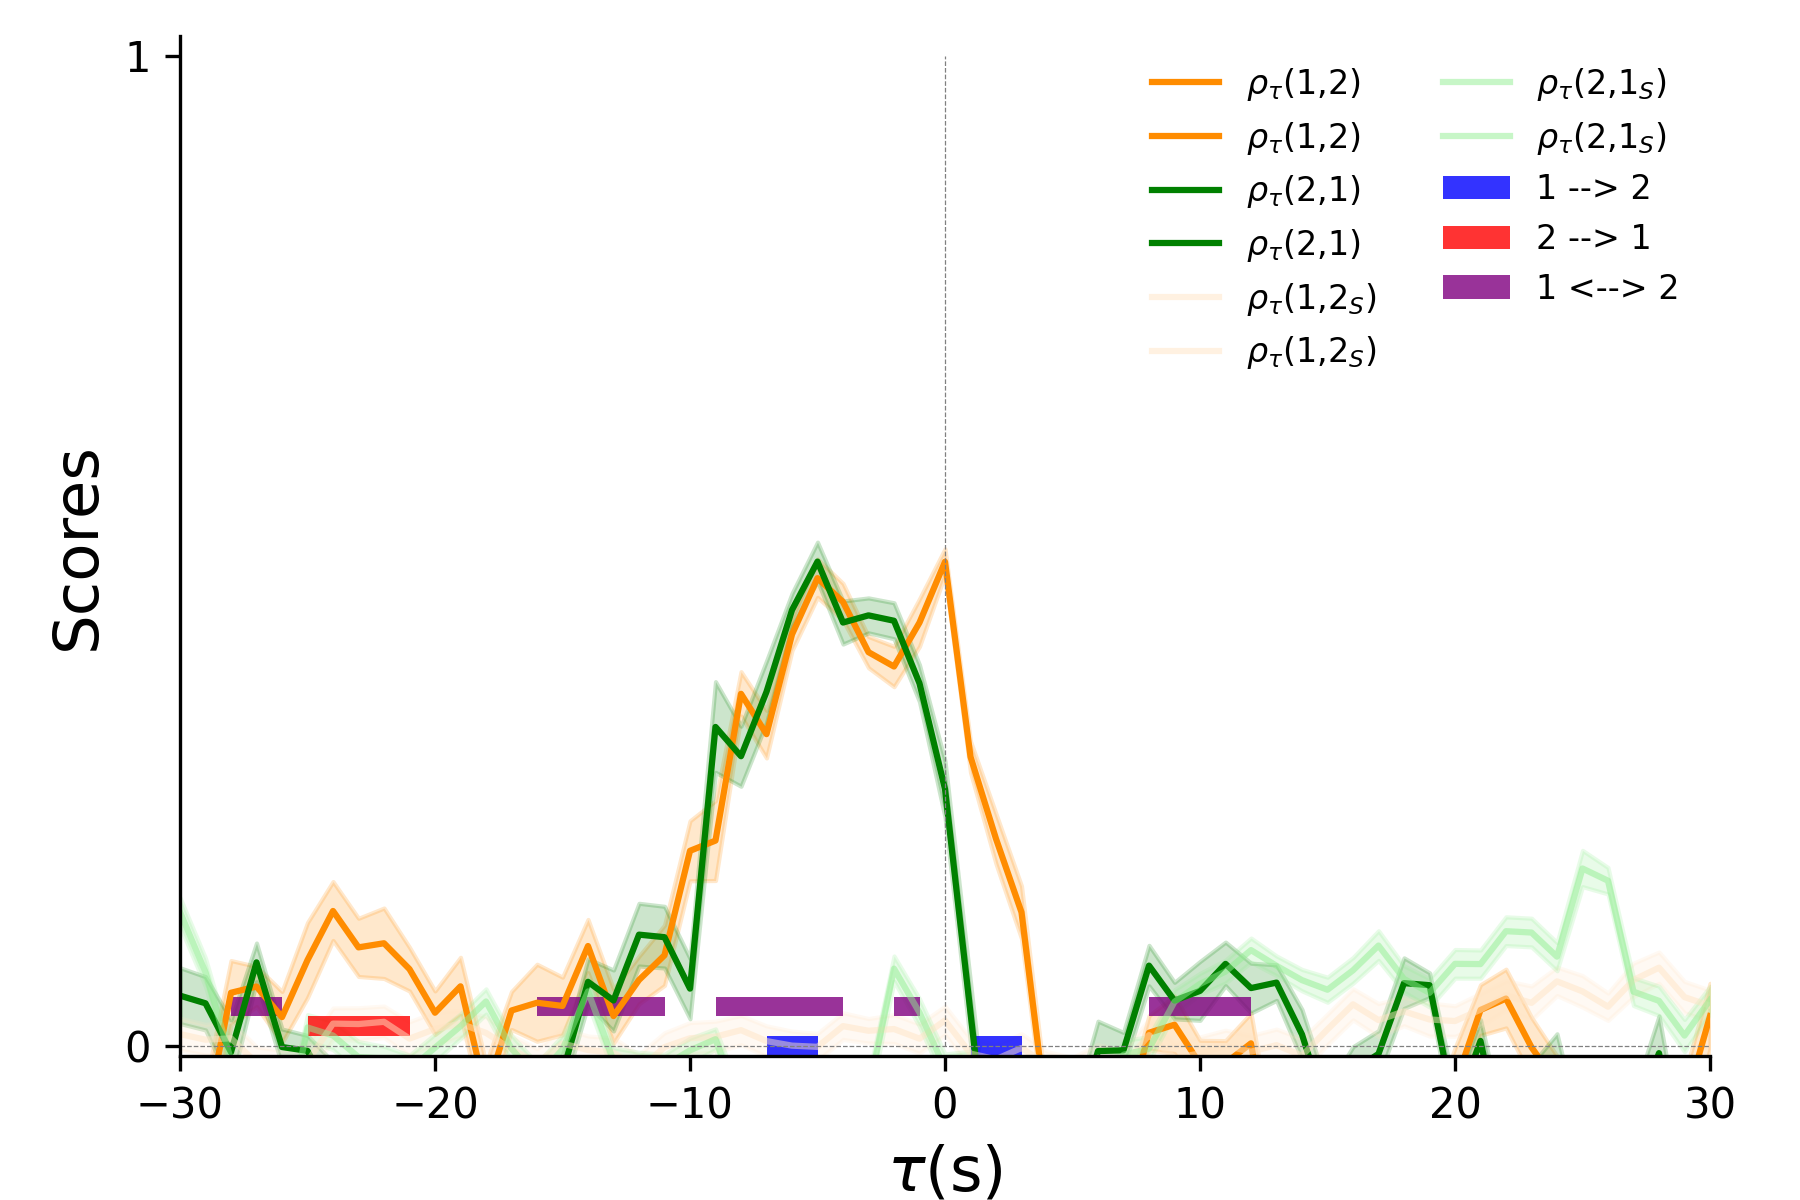 1
0
Scores
ρτ(1,2)
ρτ(1,2)
ρτ(2,1)
ρτ(2,1)
ρτ(1,2S)
ρτ(1,2S)
ρτ(2,1S)
ρτ(2,1S)
1 --> 2
2 --> 1
1 <--> 2
−30 −20 −10 0 10 20 30
τ(s)